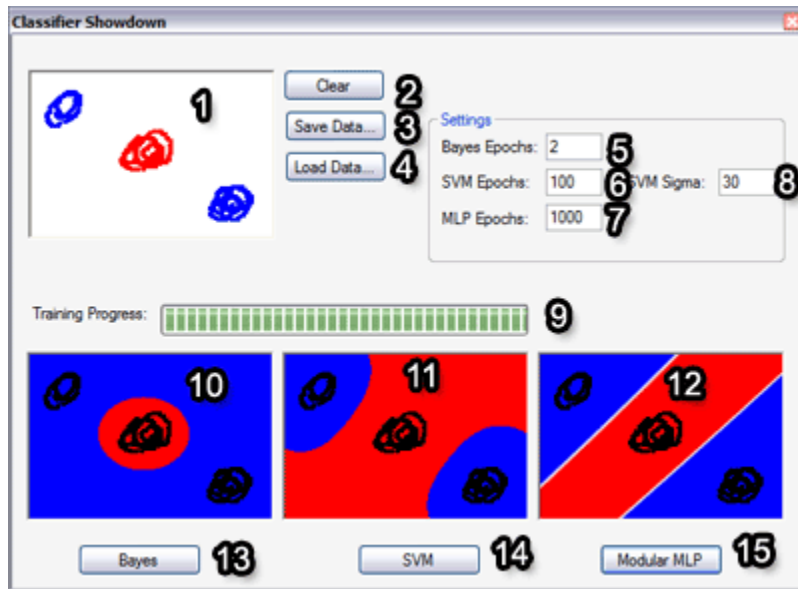 Classifier Showdown
1
Clear 2
Save Data... 3
Load Data... 4
Settings
Bayes Epochs: 2 5
SVM Epochs: 100 6 SVM Sigma: 30 8
MLP Epochs: 1000 7
Training Progress: 9
10 11 12
Bayes 13 SVM 14 Modular MLP 15